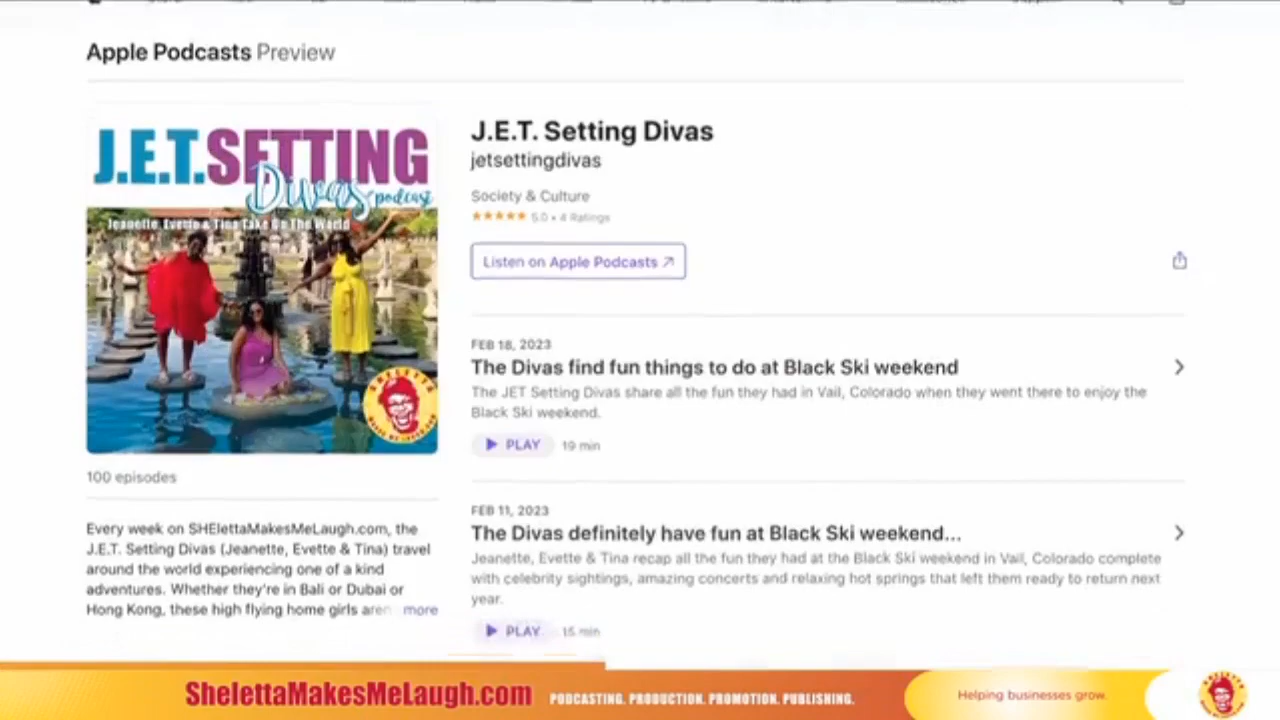 Apple Podcasts Preview
J.E.T.SETTING
Divas podcast
Jeanette, Evette & Tina Take On The World
SHELETTA
100 episodes
Every week on SHElettaMakesMeLaugh.com, the
J.E.T. Setting Divas (Jeanette, Evette & Tina) travel
around the world experiencing one of a kind
adventures. Whether they're in Bali or Dubai or
Hong Kong, these high flying home girls aren more
J.E.T. Setting Divas
jetsettingdivas
Society & Culture
★★★★★ 5.0 • 4 Ratings
Listen on Apple Podcasts ↗
FEB 18, 2023
The Divas find fun things to do at Black Ski weekend
The JET Setting Divas share all the fun they had in Vail, Colorado when they went there to enjoy the
Black Ski weekend.
PLAY 19 min
FEB 11, 2023
The Divas definitely have fun at Black Ski weekend...
Jeanette, Evette & Tina recap all the fun they had at the Black Ski weekend in Vail, Colorado complete
with celebrity sightings, amazing concerts and relaxing hot springs that left them ready to return next
year.
PLAY 15 min
ShelettaMakesMeLaugh.com PODCASTING. PRODUCTION. PROMOTION. PUBLISHING. Helping businesses grow.